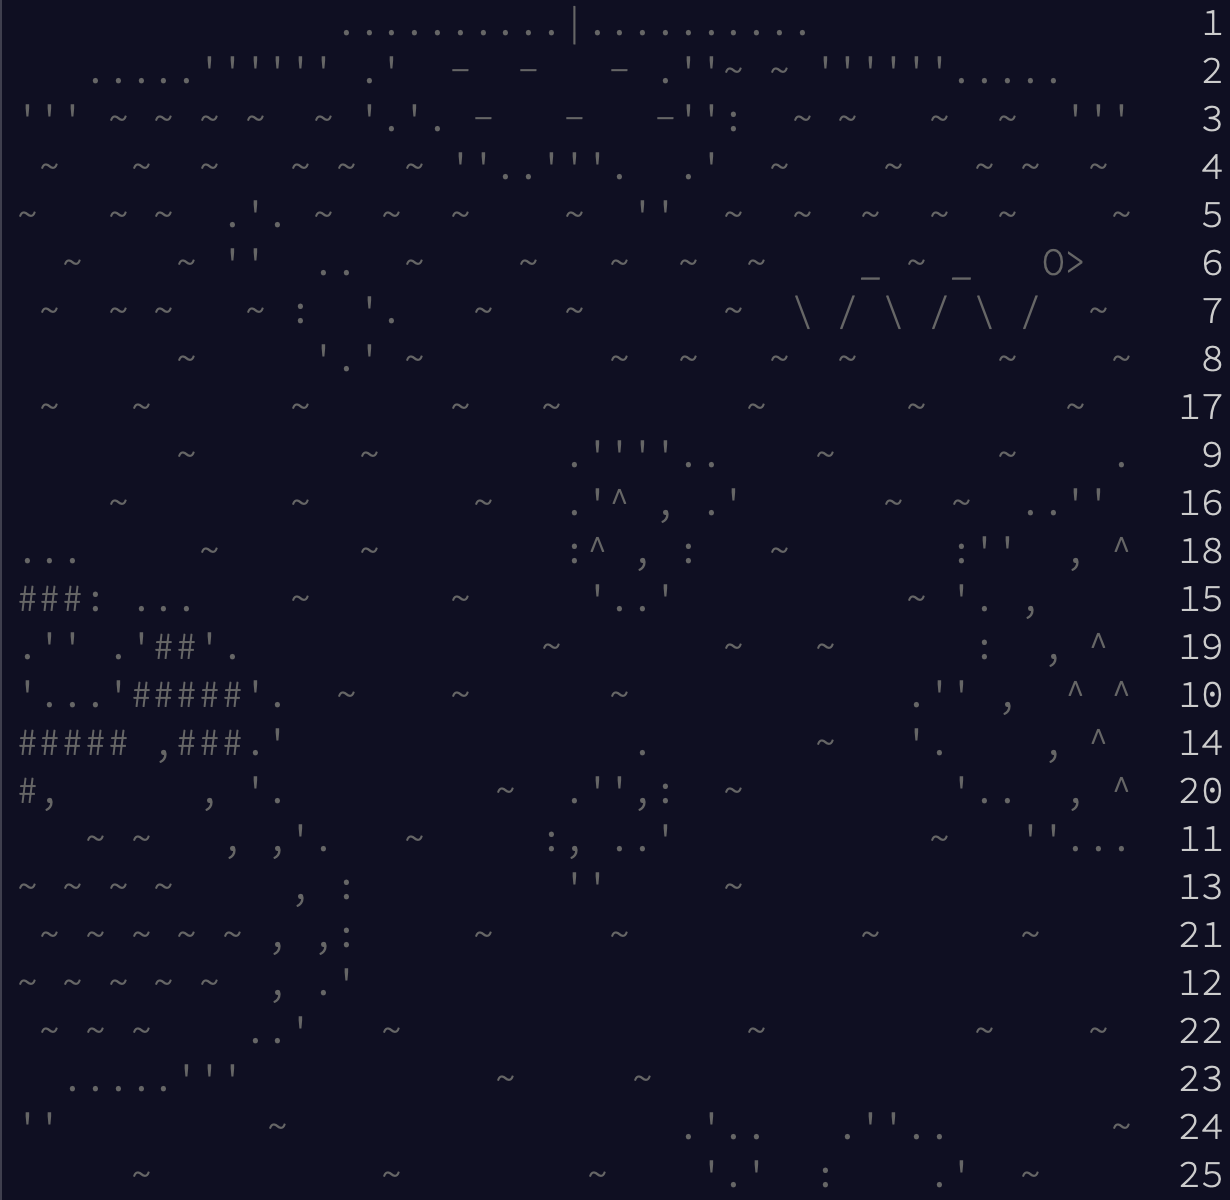 ..........|..........                  1
   .....'''''' .'  -  -   - .''~ ~ ''''''.....       2
''' ~ ~ ~ ~  ~ '.'. -   -   -'':  ~ ~   ~  ~  '''    3
 ~   ~  ~   ~ ~  ~ ''..'''.  .'  ~    ~   ~ ~  ~     4
~   ~ ~  .'. ~  ~  ~    ~  ''  ~  ~  ~  ~  ~    ~    5
  ~    ~ ''  ..  ~    ~   ~  ~  ~    _ ~ _   O>      6
 ~  ~ ~   ~ :  '.   ~   ~      ~  \ / \ / \ /  ~     7
       ~     '.' ~        ~  ~   ~  ~      ~    ~    8
 ~   ~      ~      ~   ~        ~      ~      ~     17
       ~       ~        .''''..    ~       ~    .    9
    ~       ~       ~   .'^ , .'      ~  ~  ..''    16
...     ~      ~        :^ , :   ~       :''  , ^   18
###: ...    ~      ~     '..'          ~ '. ,       15
.'' .'##'.             ~       ~   ~      :  , ^    19
'...'#####'.  ~    ~      ~            .'' ,  ^ ^   10
##### ,###.'               .       ~   '.    , ^    14
#,      , '.         ~  .'',:  ~         '..  , ^   20
   ~ ~   , ,'.   ~     :, ..'           ~   ''...   11
~ ~ ~ ~     , :         ''     ~                    13
 ~ ~ ~ ~ ~ , ,:     ~     ~          ~      ~       21
~ ~ ~ ~ ~  , .'                                     12
 ~ ~ ~    ..'   ~               ~         ~    ~    22
  .....'''           ~     ~                        23
''         ~                 .'..   .''..       ~   24
     ~          ~        ~    '.'  :    .'  ~       25